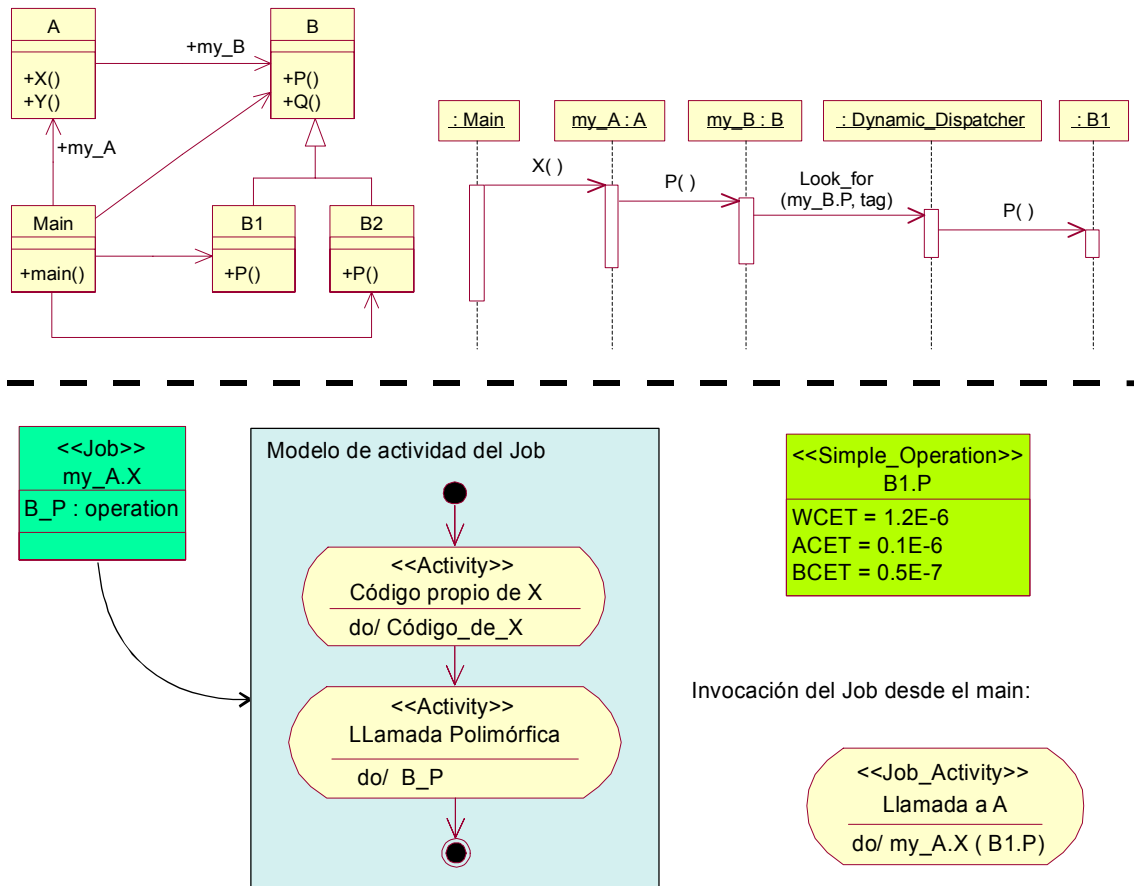 A
+X()
+Y()
+my_B
B
+P()
+Q()
+my_A
Main
+main()
B1
+P()
B2
+P()
: Main
my_A : A
my_B : B
: Dynamic_Dispatcher
: B1
X( )
P( )
Look_for
(my_B.P, tag)
P( )
<<Job>>
my_A.X
B_P : operation
Modelo de actividad del Job
<<Activity>>
Código propio de X
do/ Código_de_X
<<Activity>>
LLamada Polimórfica
do/ B_P
<<Simple_Operation>>
B1.P
WCET = 1.2E-6
ACET = 0.1E-6
BCET = 0.5E-7
Invocación del Job desde el main:
<<Job_Activity>>
Llamada a A
do/ my_A.X ( B1.P)